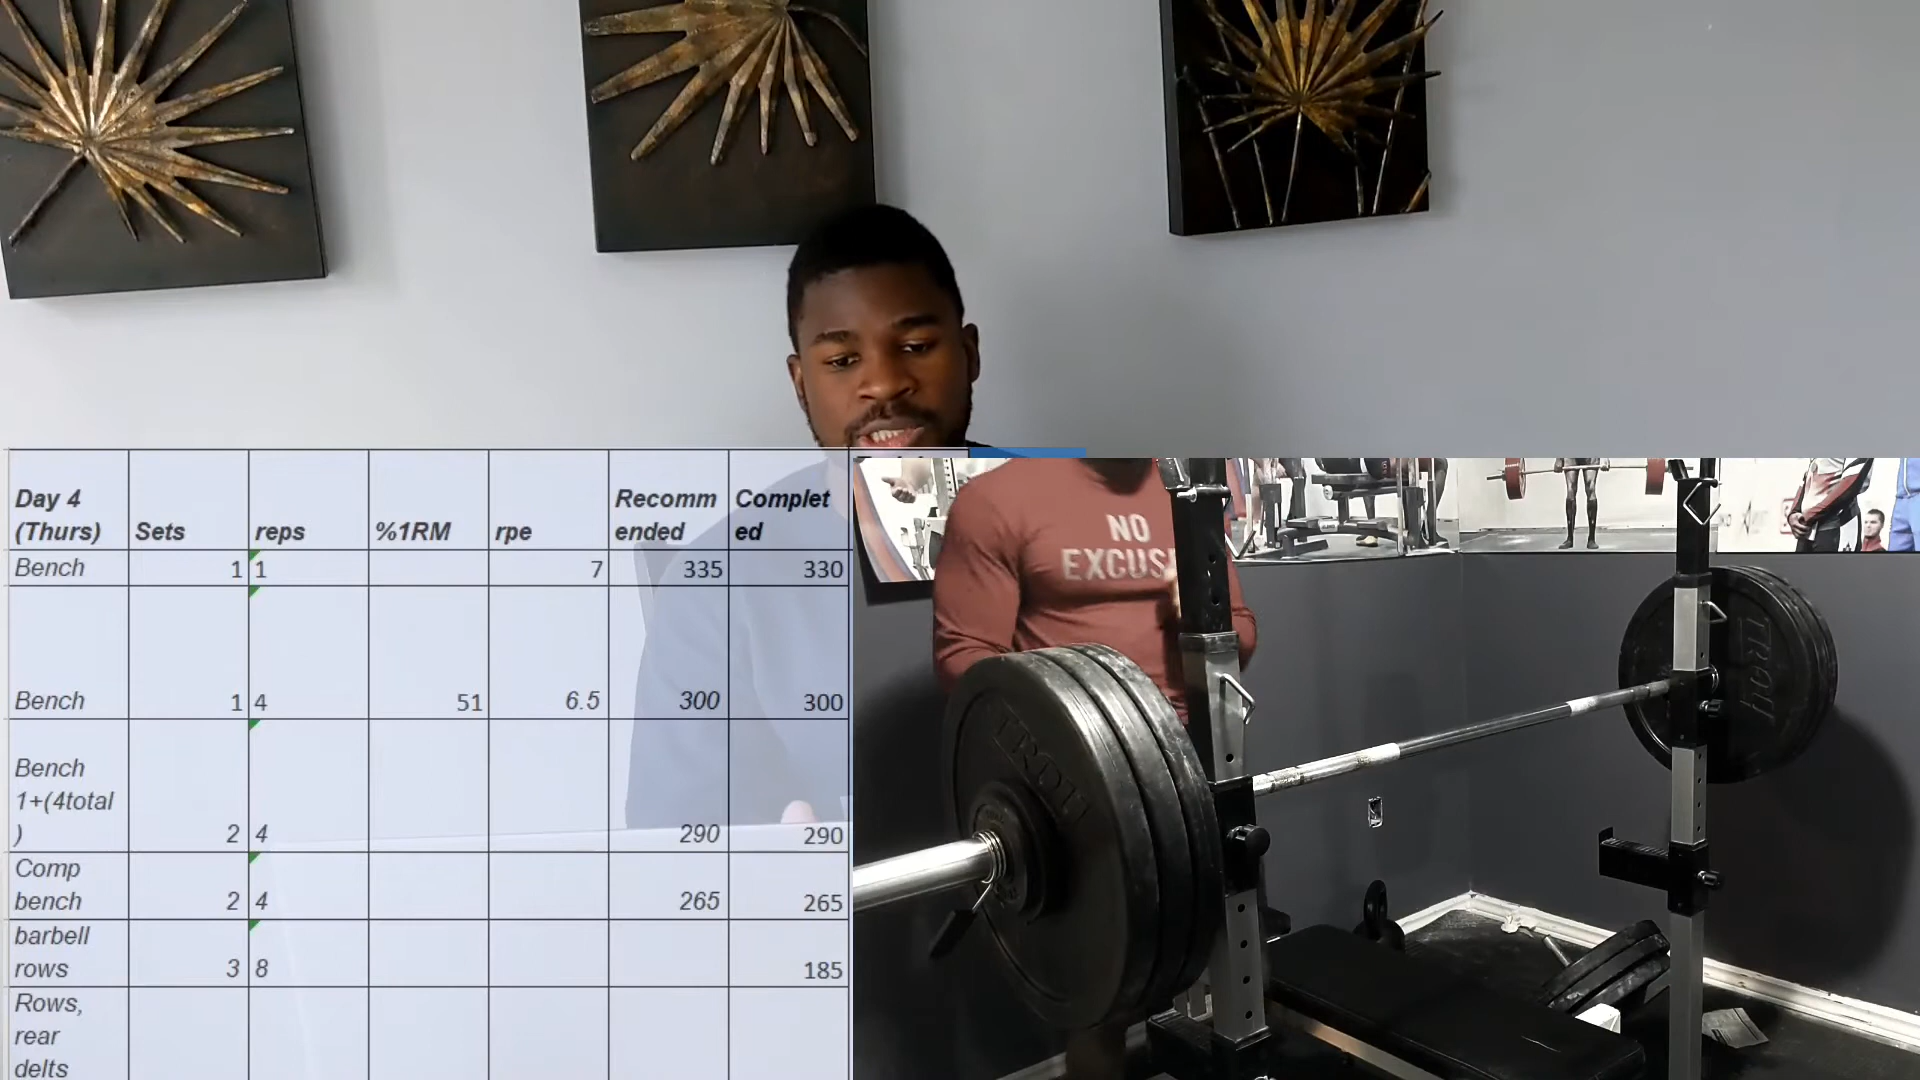 Day 4
(Thurs) Sets reps %1RM rpe Recomm
ended Complet
ed
Bench 1 1 7 335 330
Bench 1 4 51 6.5 300 300
Bench
1+(4total
) 2 4 290 290
Comp
bench 2 4 265 265
barbell
rows 3 8 185
Rows,
rear
delts
NO
EXCUS
TROY
TROY